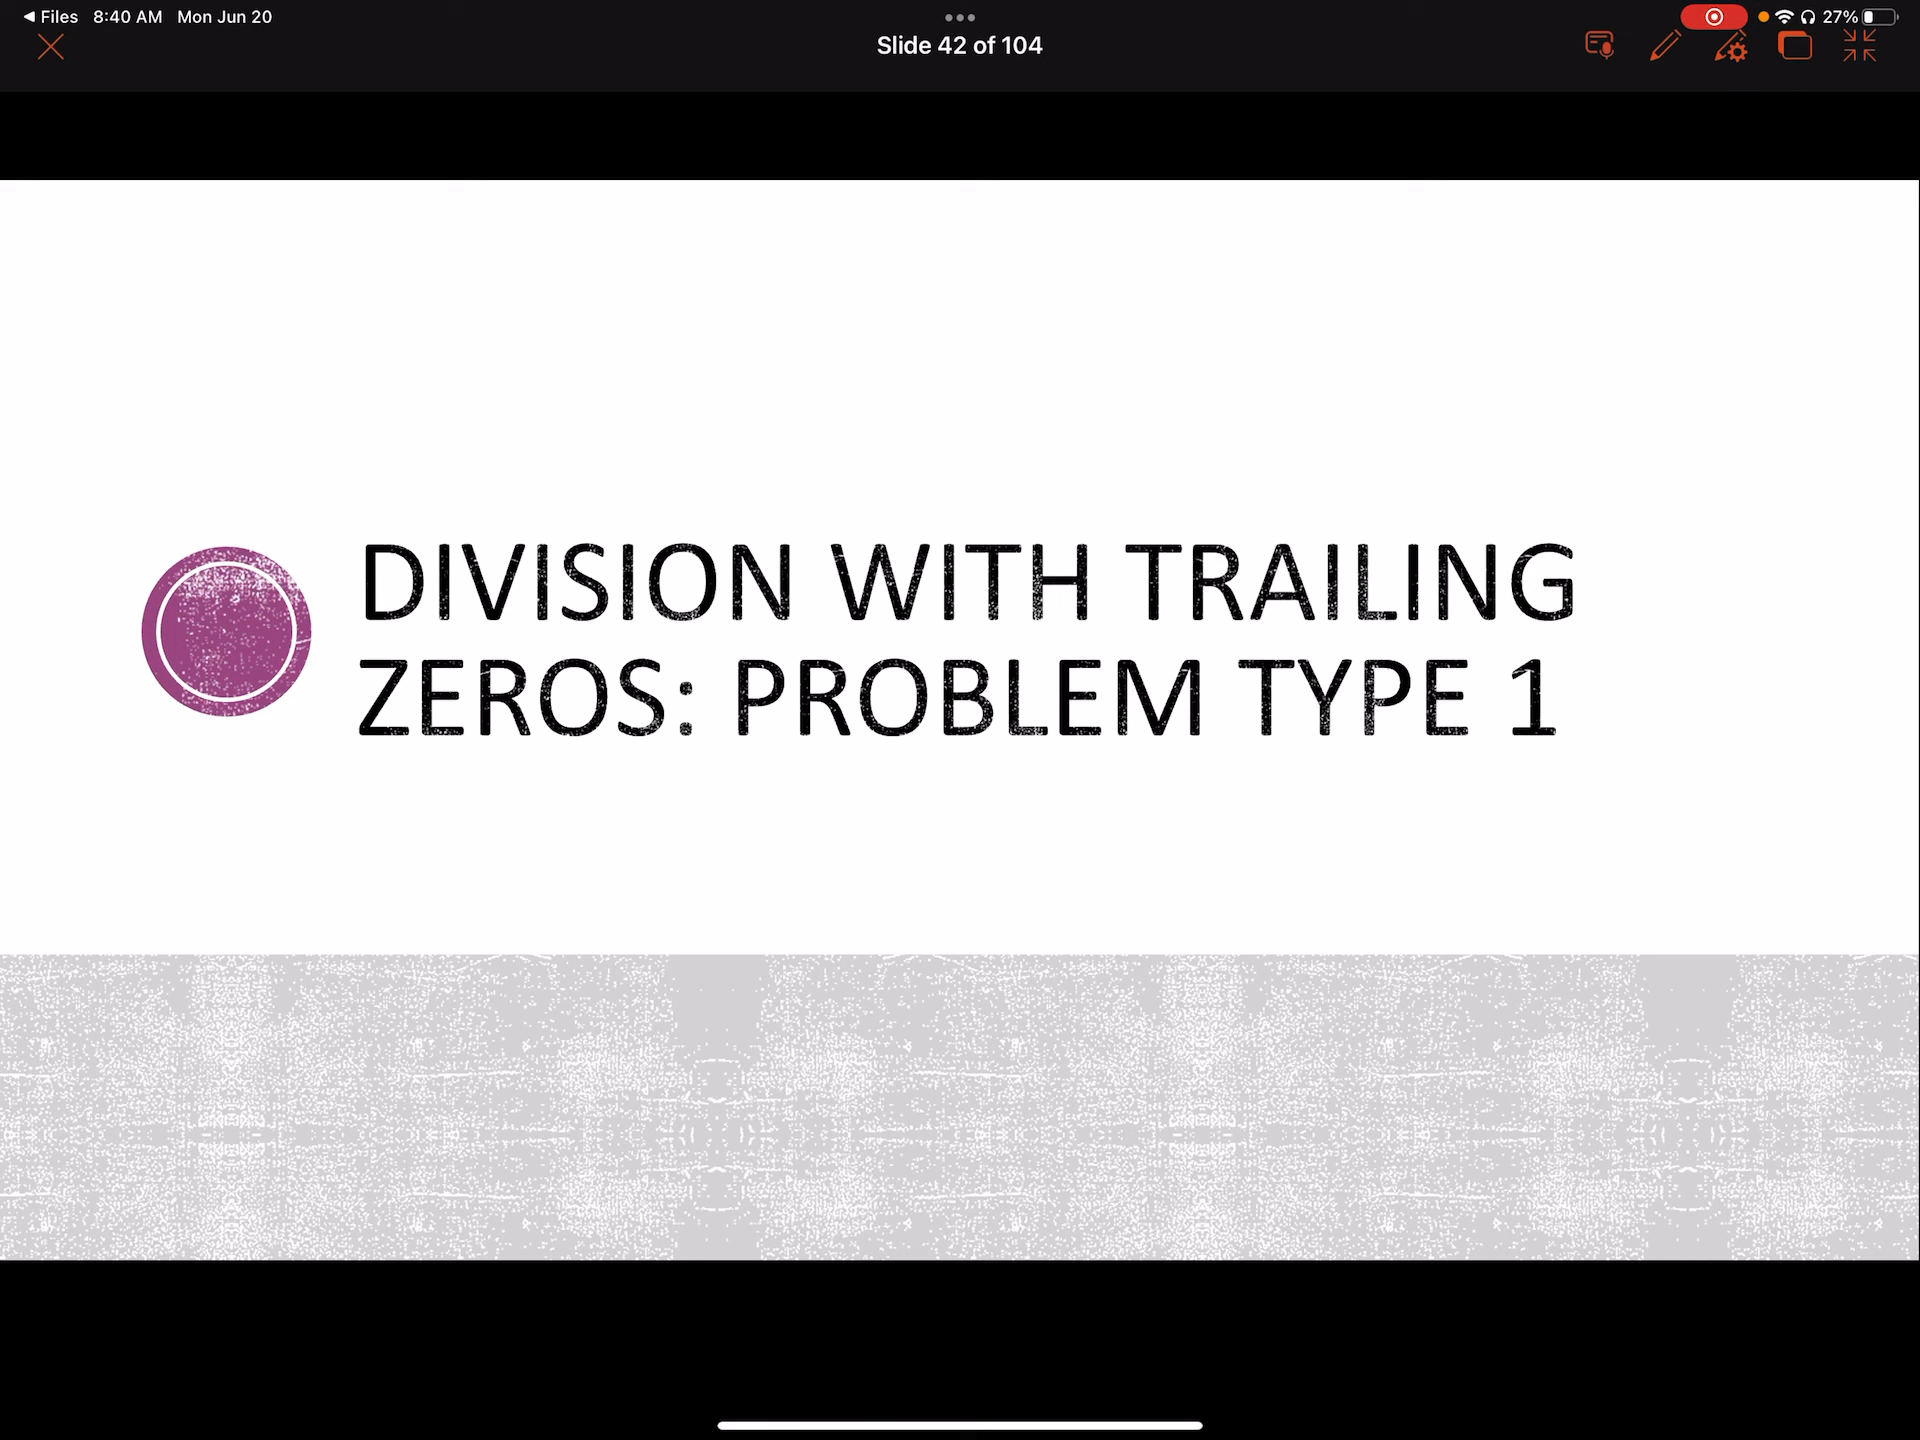 ◀ Files 8:40 AM Mon Jun 20 27%
Slide 42 of 104
DIVISION WITH TRAILING
ZEROS: PROBLEM TYPE 1